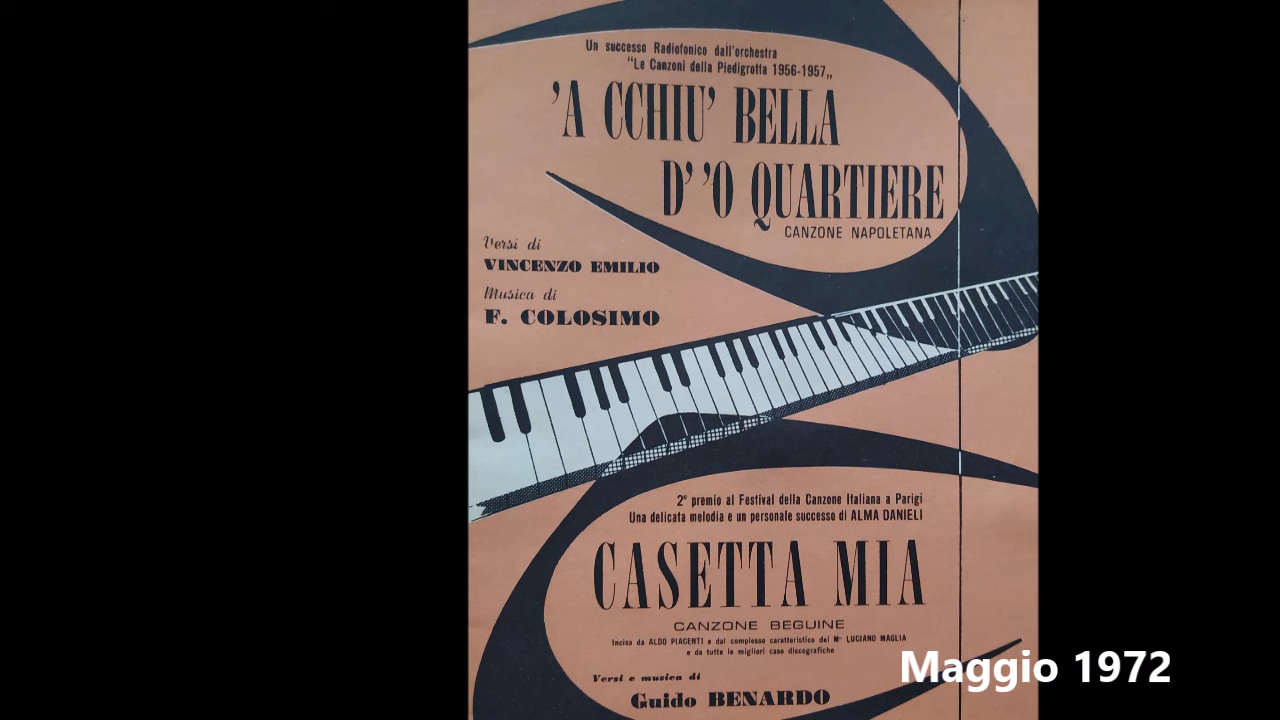 Un successo Radiofonico dall'orchestra
"Le Canzoni della Piedigrotta 1956-1957„
'A CCHIU' BELLA
D' 'O QUARTIERE
CANZONE NAPOLETANA
Versi di
VINCENZO EMILIO
Musica di
F. COLOSIMO
2° premio al Festival della Canzone Italiana a Parigi
Una delicata melodia e un personale successo di ALMA DANIELI
CASETTA MIA
CANZONE BEGUINE
Incisa da ALDO PIACENTI e dal complesso caratteristico del M° LUCIANO MAGLIA
e da tutte le migliori case discografiche
Versi e musica di
Guido BENARDO
Maggio 1972